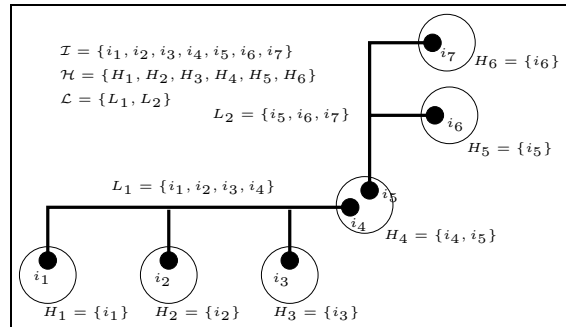 I = {i₁, i₂, i₃, i₄, i₅, i₆, i₇}
H = {H₁, H₂, H₃, H₄, H₅, H₆}
L = {L₁, L₂}
i₇
H₆ = {i₆}
L₂ = {i₅, i₆, i₇}
i₆
H₅ = {i₅}
L₁ = {i₁, i₂, i₃, i₄}
i₅
i₄
H₄ = {i₄, i₅}
i₁
i₂
i₃
H₁ = {i₁}
H₂ = {i₂}
H₃ = {i₃}